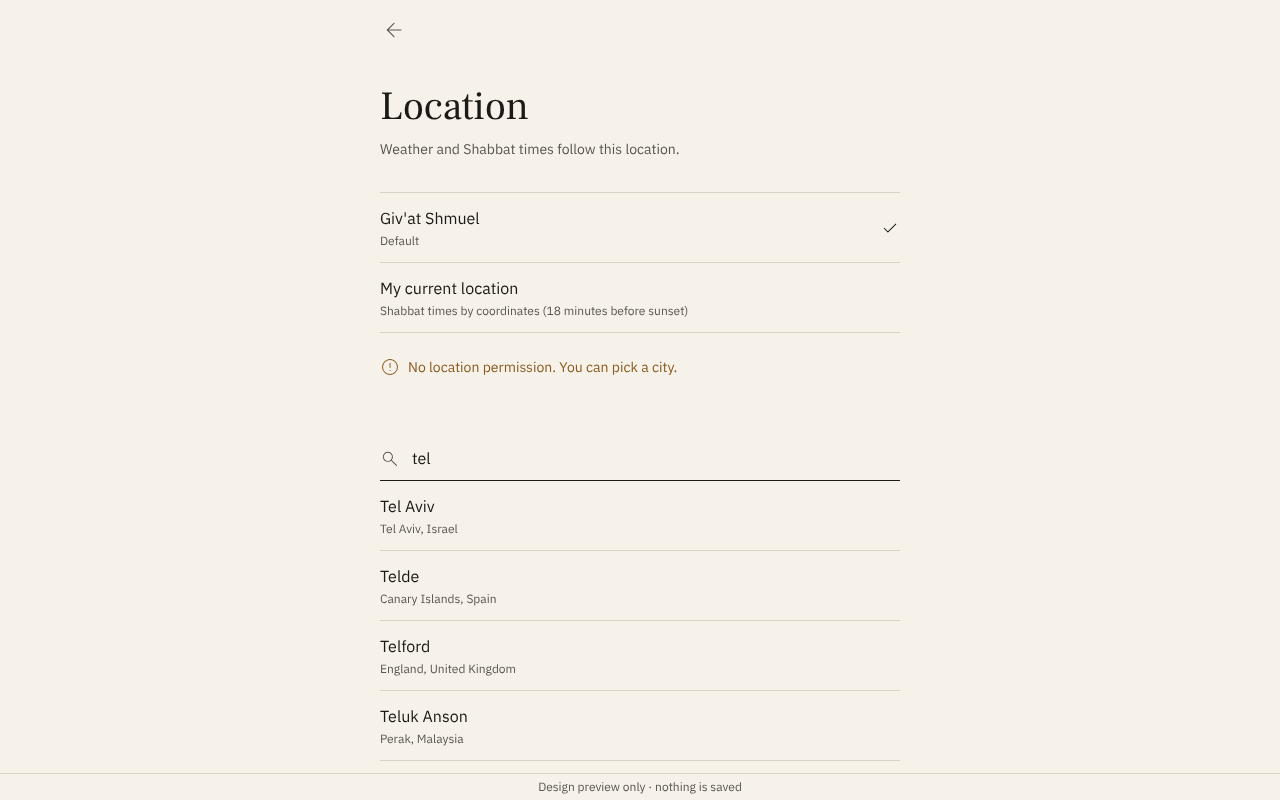 Location
Weather and Shabbat times follow this location.
Giv'at Shmuel
Default
My current location
Shabbat times by coordinates (18 minutes before sunset)
No location permission. You can pick a city.
tel
Tel Aviv
Tel Aviv, Israel
Telde
Canary Islands, Spain
Telford
England, United Kingdom
Teluk Anson
Perak, Malaysia
Design preview only · nothing is saved